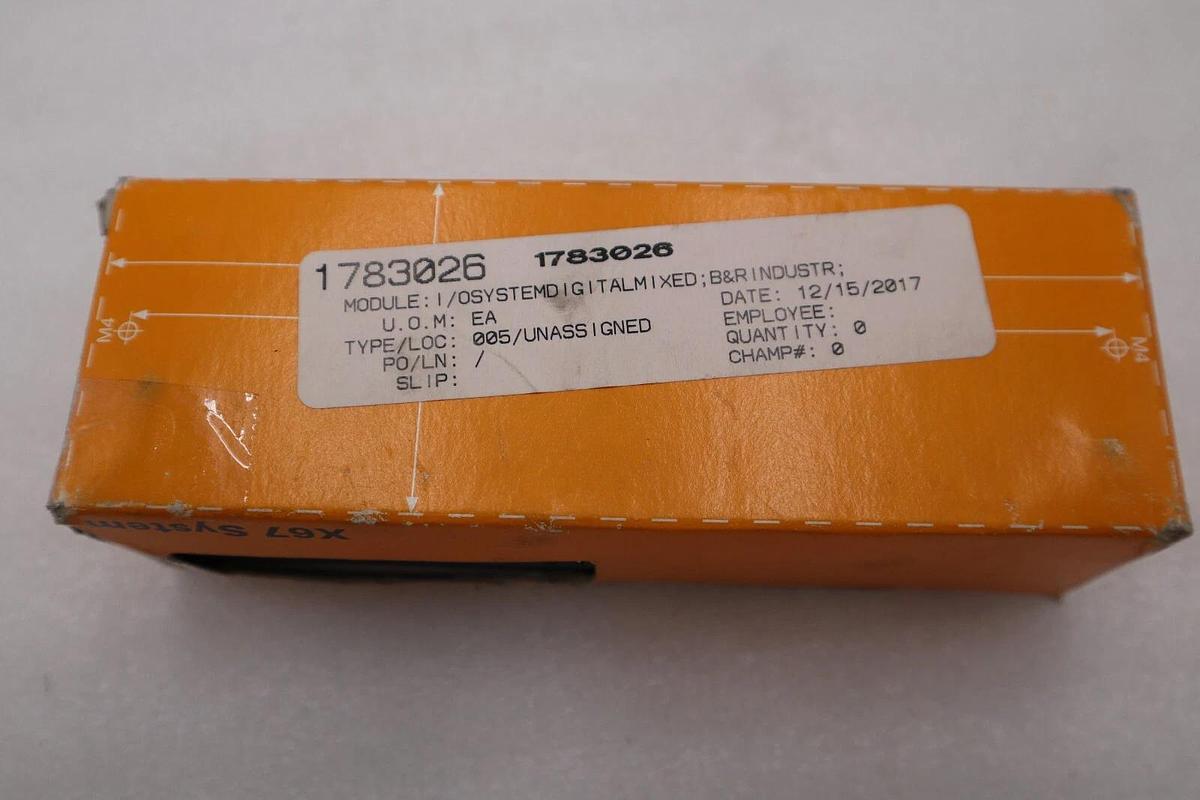 1783026 1783026
MODULE:I/OSYSTEMDIGITALMIXED;B&RINDUSTR;
U.O.M: EA DATE: 12/15/2017
TYPE/LOC: 005/UNASSIGNED EMPLOYEE:
PO/LN: / QUANTITY: 0
SLIP: CHAMP#: 0
M4
M4
X67 System